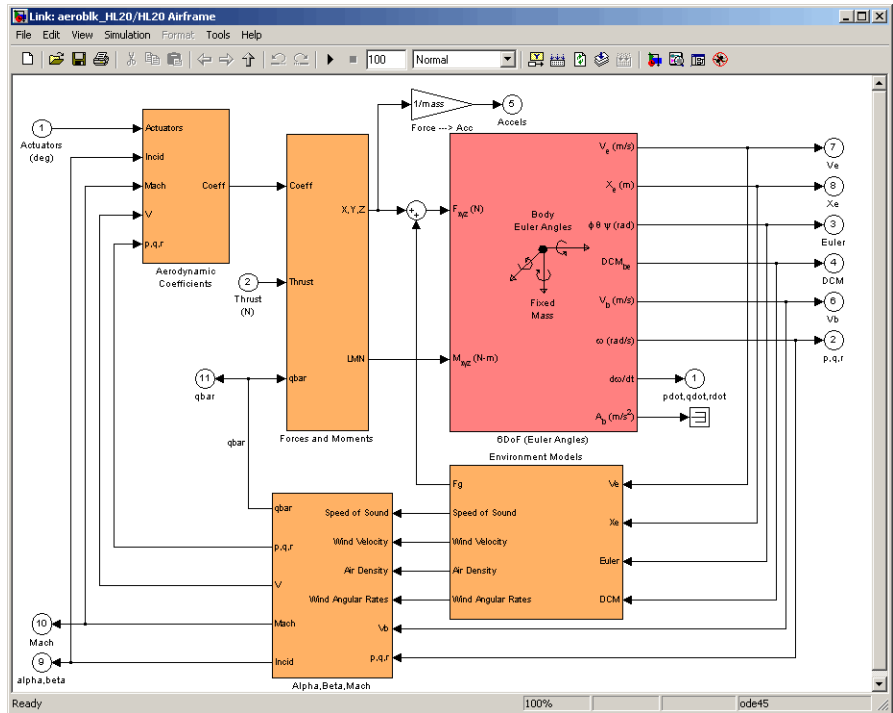 Link: aeroblk_HL20/HL20 Airframe
File Edit View Simulation Format Tools Help
100 Normal
1
Actuators
(deg)
Actuators
Incid
Mach
V
p,q,r
Coeff
Aerodynamic
Coefficients
2
Thrust
(N)
11
qbar
qbar
Coeff
Thrust
qbar
X,Y,Z
LMN
Forces and Moments
1/mass
Force ---> Acc
5
Accels
+
+
F_xyz (N)
M_xyz (N-m)
Body
Euler Angles
Fixed
Mass
V_e (m/s)
X_e (m)
ϕ θ ψ (rad)
DCM_be
V_b (m/s)
ω (rad/s)
dω/dt
A_b (m/s²)
6DoF (Euler Angles)
7
Ve
8
Xe
3
Euler
4
DCM
6
Vb
2
p,q,r
1
pdot,qdot,rdot
Environment Models
Fg
Speed of Sound
Wind Velocity
Air Density
Wind Angular Rates
Ve
Xe
Euler
DCM
qbar
p,q,r
V
Mach
Incid
Speed of Sound
Wind Velocity
Air Density
Wind Angular Rates
Vb
p,q,r
Alpha,Beta,Mach
10
Mach
9
alpha,beta
Ready 100% ode45